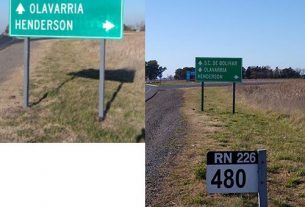 OLAVARRIA
HENDERSON
S.C. DE BOLIVAR
OLAVARRIA
HENDERSON
RN 226
480